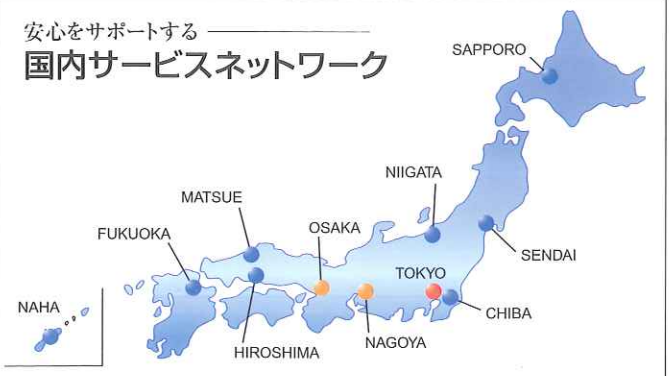 安心をサポートする
国内サービスネットワーク
SAPPORO
NIIGATA
MATSUE
FUKUOKA
OSAKA
SENDAI
TOKYO
NAHA
CHIBA
NAGOYA
HIROSHIMA